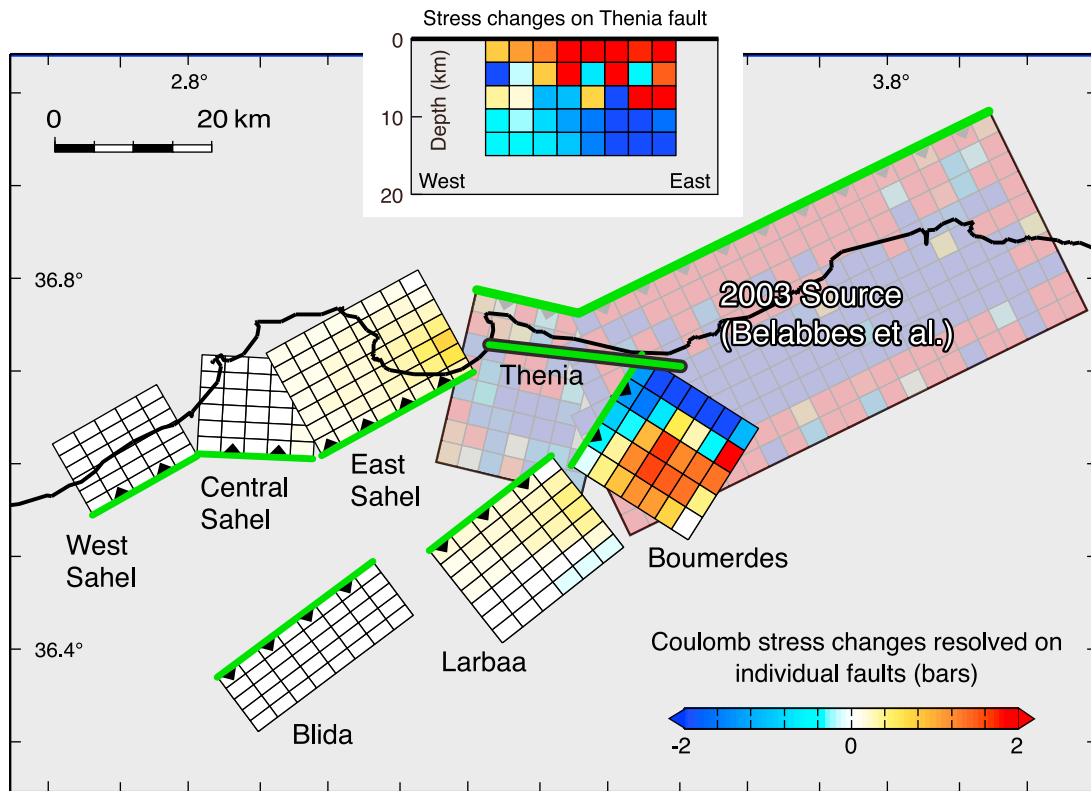 Stress changes on Thenia fault
0
10
20
Depth (km)
West
East
2.8°
3.8°
0
20 km
36.8°
2003 Source
(Belabbes et al.)
Thenia
East
Sahel
Central
Sahel
West
Sahel
Boumerdes
Larbaa
Blida
36.4°
Coulomb stress changes resolved on
individual faults (bars)
-2
0
2